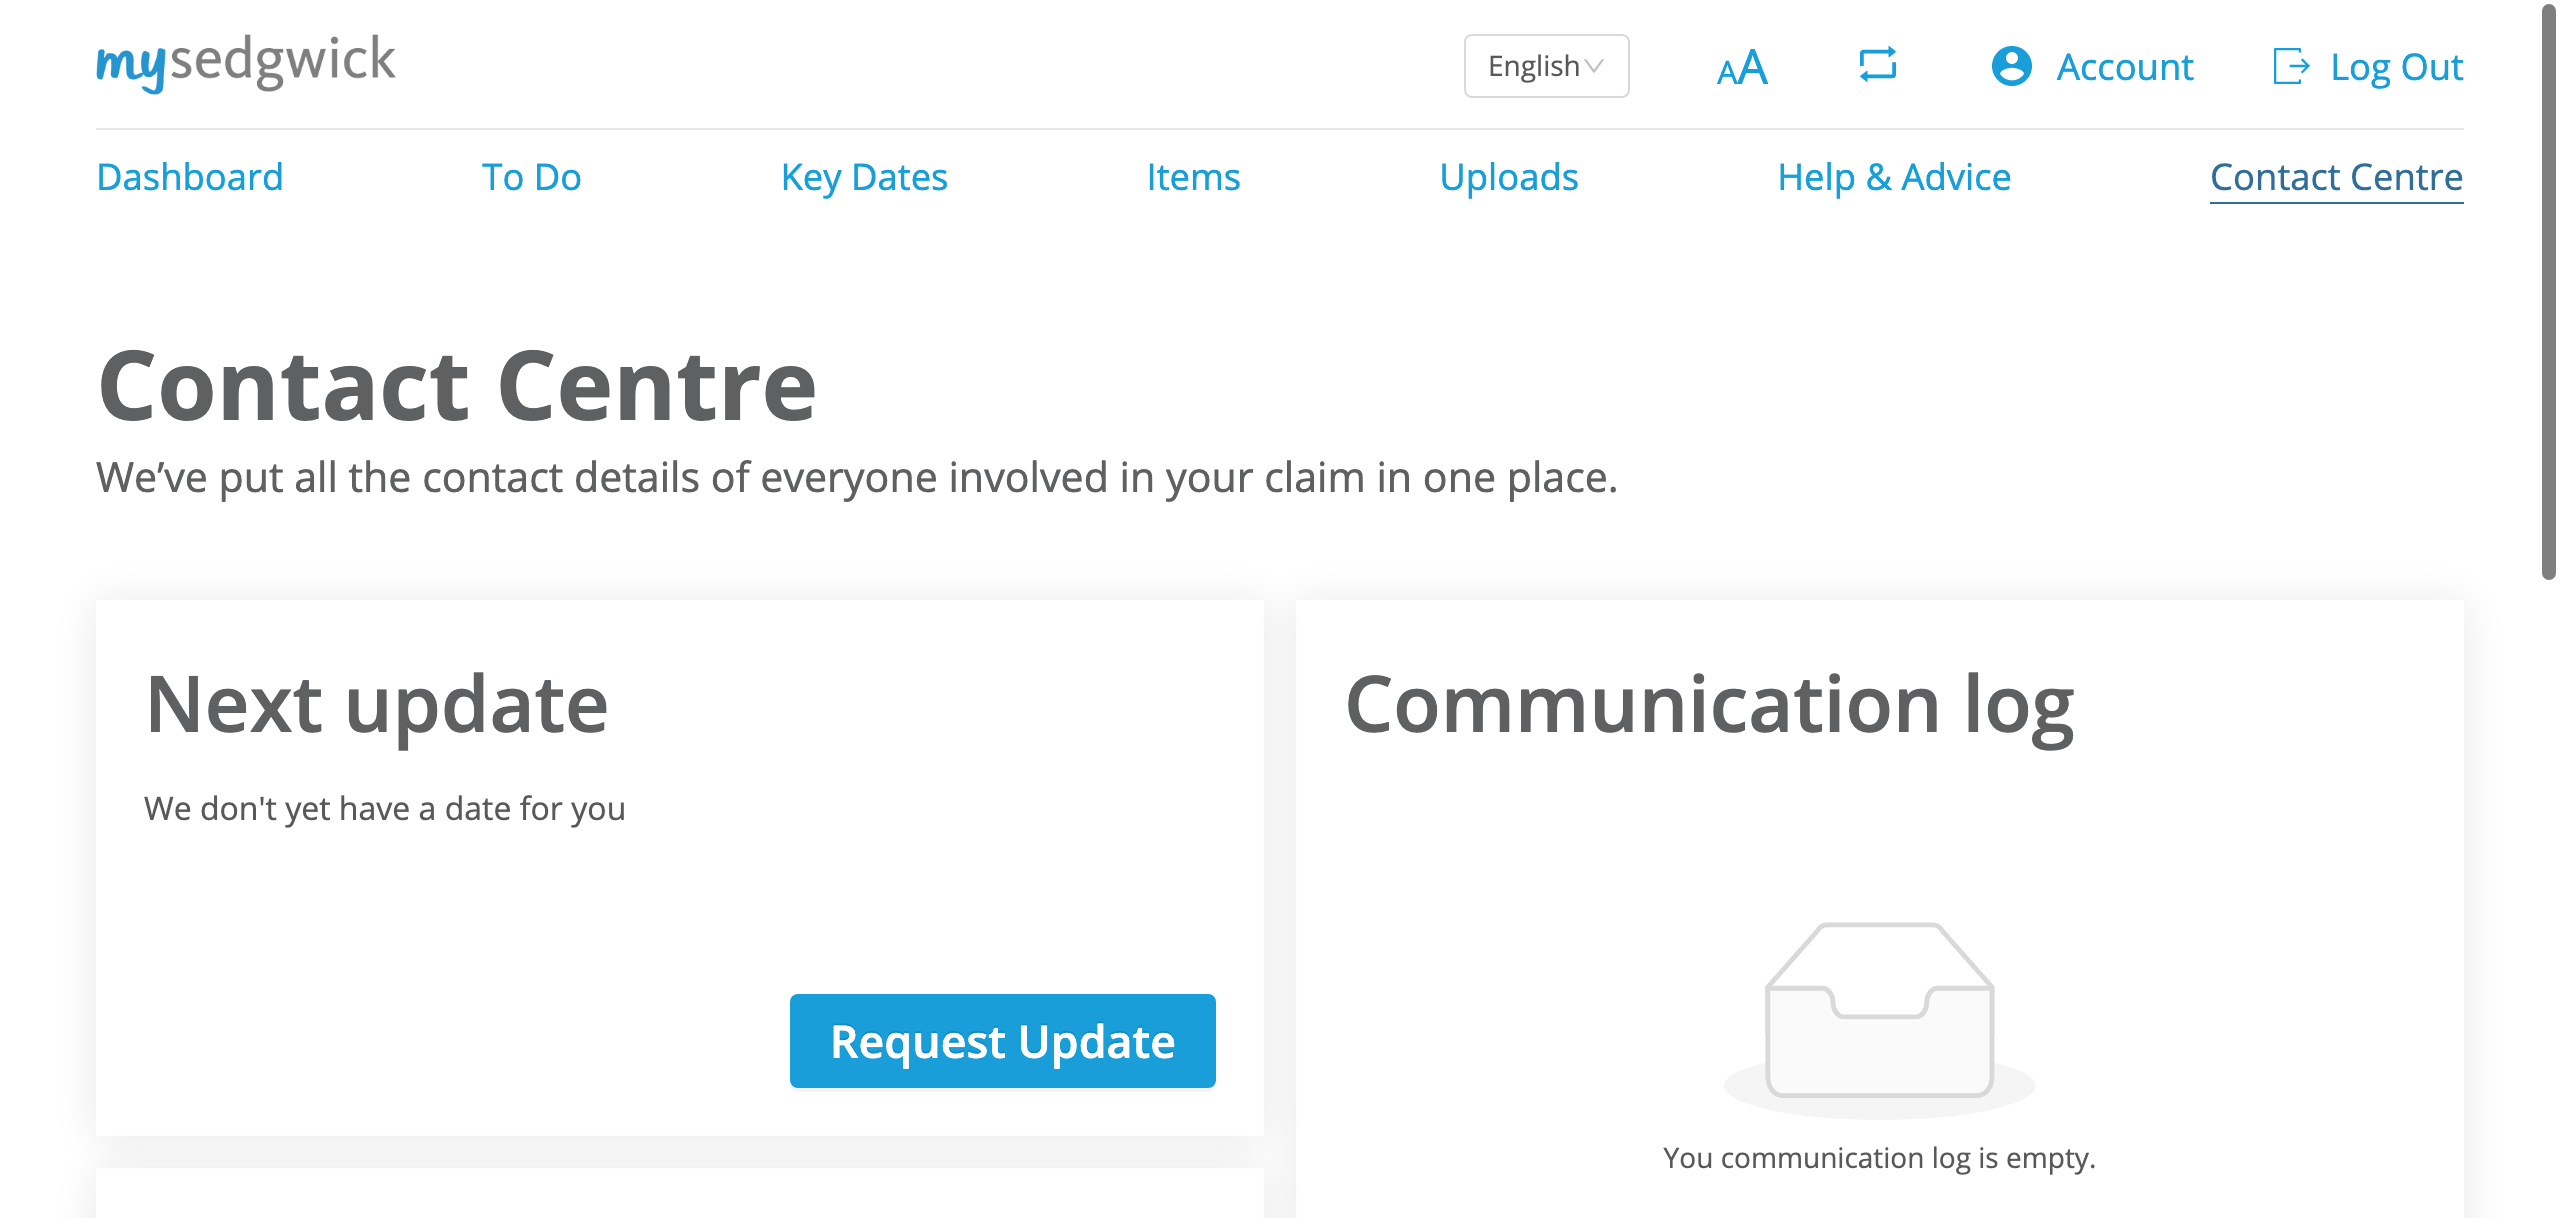 mysedgwick
English
AA
Account
Log Out
Dashboard
To Do
Key Dates
Items
Uploads
Help & Advice
Contact Centre
Contact Centre
We’ve put all the contact details of everyone involved in your claim in one place.
Next update
We don't yet have a date for you
Request Update
Communication log
You communication log is empty.